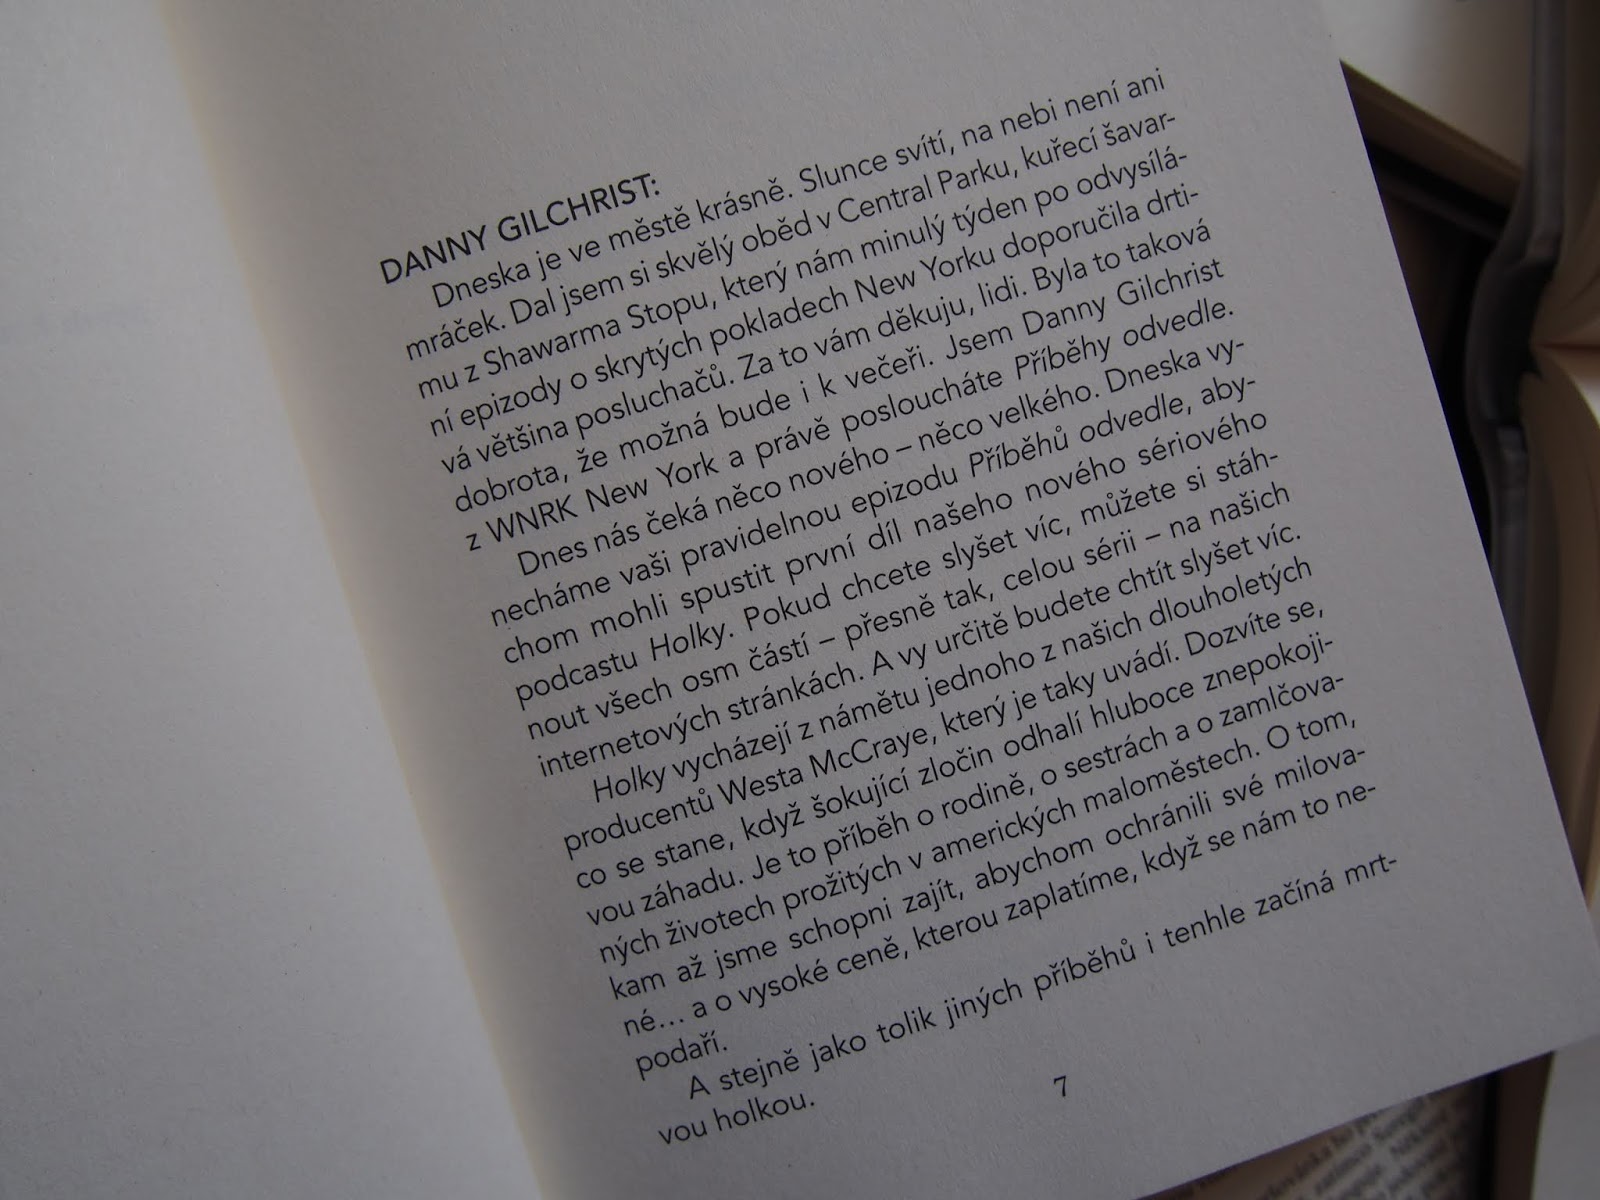 DANNY GILCHRIST:
Dneska je ve městě krásně. Slunce svítí, na nebi není ani
mráček. Dal jsem si skvělý oběd v Central Parku, kuřecí šavar-
mu z Shawarma Stopu, který nám minulý týden po odvysílá-
ní epizody o skrytých pokladech New Yorku doporučila drti-
vá většina posluchačů. Za to vám děkuju, lidi. Byla to taková
dobrota, že možná bude i k večeři. Jsem Danny Gilchrist
z WNRK New York a právě posloucháte Příběhy odvedle.
Dnes nás čeká něco nového – něco velkého. Dneska vy-
necháme vaši pravidelnou epizodu Příběhů odvedle, aby-
chom mohli spustit první díl našeho nového sériového
podcastu Holky. Pokud chcete slyšet víc, můžete si stáh-
nout všech osm částí – přesně tak, celou sérii – na našich
internetových stránkách. A vy určitě budete chtít slyšet víc.
Holky vycházejí z námětu jednoho z našich dlouholetých
producentů Westa McCraye, který je taky uvádí. Dozvíte se,
co se stane, když šokující zločin odhalí hluboce znepokoji-
vou záhadu. Je to příběh o rodině, o sestrách a o zamlčova-
ných životech prožitých v amerických maloměstech. O tom,
kam až jsme schopni zajít, abychom ochránili své milova-
né… a o vysoké ceně, kterou zaplatíme, když se nám to ne-
podaří.
A stejně jako tolik jiných příběhů i tenhle začíná mrt-
vou holkou.
7